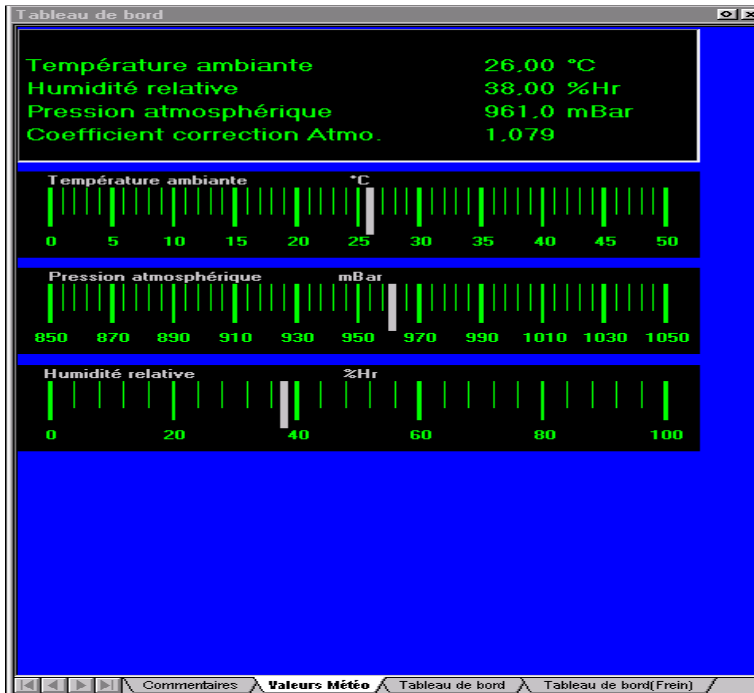 Tableau de bord
Température ambiante 26,00 °C
Humidité relative 38,00 %Hr
Pression atmosphérique 961,0 mBar
Coefficient correction Atmo. 1,079
Température ambiante °C
0 5 10 15 20 25 30 35 40 45 50
Pression atmosphérique mBar
850 870 890 910 930 950 970 990 1010 1030 1050
Humidité relative %Hr
0 20 40 60 80 100
Commentaires Valeurs Météo Tableau de bord Tableau de bord(Frein)